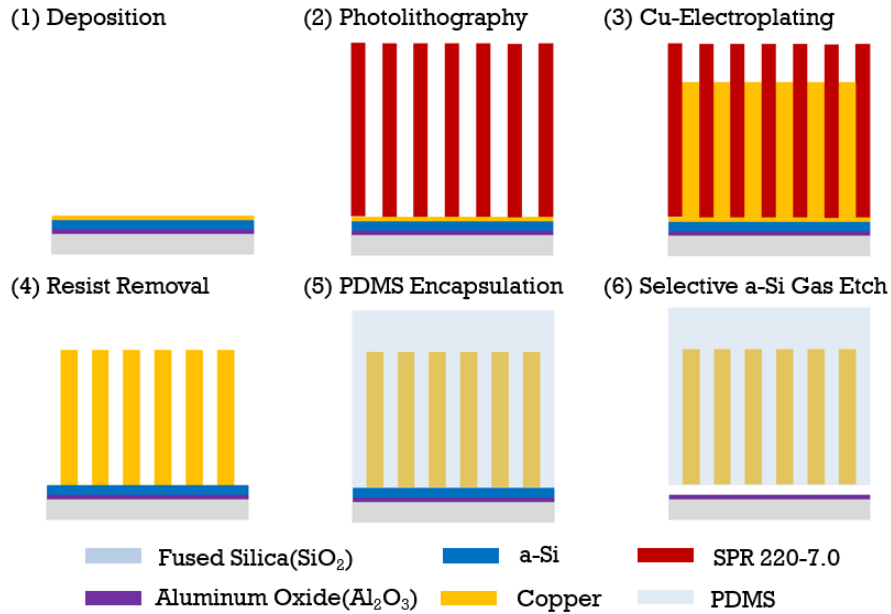 (1) Deposition
(2) Photolithography
(3) Cu-Electroplating
(4) Resist Removal
(5) PDMS Encapsulation
(6) Selective a-Si Gas Etch
Fused Silica(SiO₂)
a-Si
SPR 220-7.0
Aluminum Oxide(Al₂O₃)
Copper
PDMS